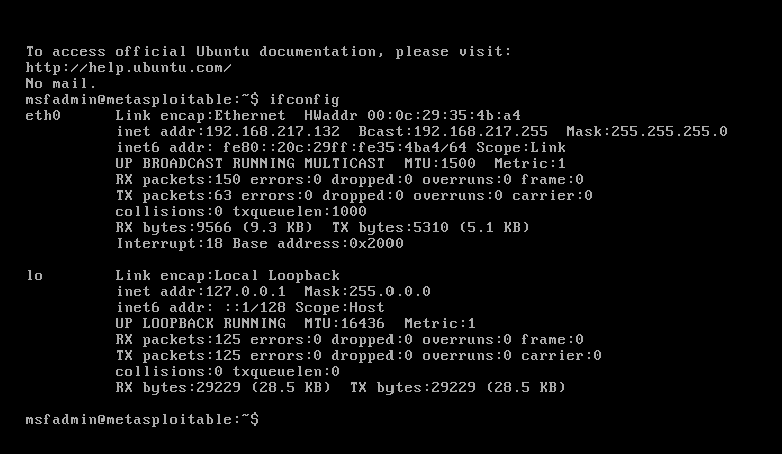 To access official Ubuntu documentation, please visit:
http://help.ubuntu.com/
No mail.
msfadmin@metasploitable:~$ ifconfig
eth0      Link encap:Ethernet  HWaddr 00:0c:29:35:4b:a4
          inet addr:192.168.217.132  Bcast:192.168.217.255  Mask:255.255.255.0
          inet6 addr: fe80::20c:29ff:fe35:4ba4/64 Scope:Link
          UP BROADCAST RUNNING MULTICAST  MTU:1500  Metric:1
          RX packets:150 errors:0 dropped:0 overruns:0 frame:0
          TX packets:63 errors:0 dropped:0 overruns:0 carrier:0
          collisions:0 txqueuelen:1000
          RX bytes:9566 (9.3 KB)  TX bytes:5310 (5.1 KB)
          Interrupt:18 Base address:0x2000
lo        Link encap:Local Loopback
          inet addr:127.0.0.1  Mask:255.0.0.0
          inet6 addr: ::1/128 Scope:Host
          UP LOOPBACK RUNNING  MTU:16436  Metric:1
          RX packets:125 errors:0 dropped:0 overruns:0 frame:0
          TX packets:125 errors:0 dropped:0 overruns:0 carrier:0
          collisions:0 txqueuelen:0
          RX bytes:29229 (28.5 KB)  TX bytes:29229 (28.5 KB)
msfadmin@metasploitable:~$